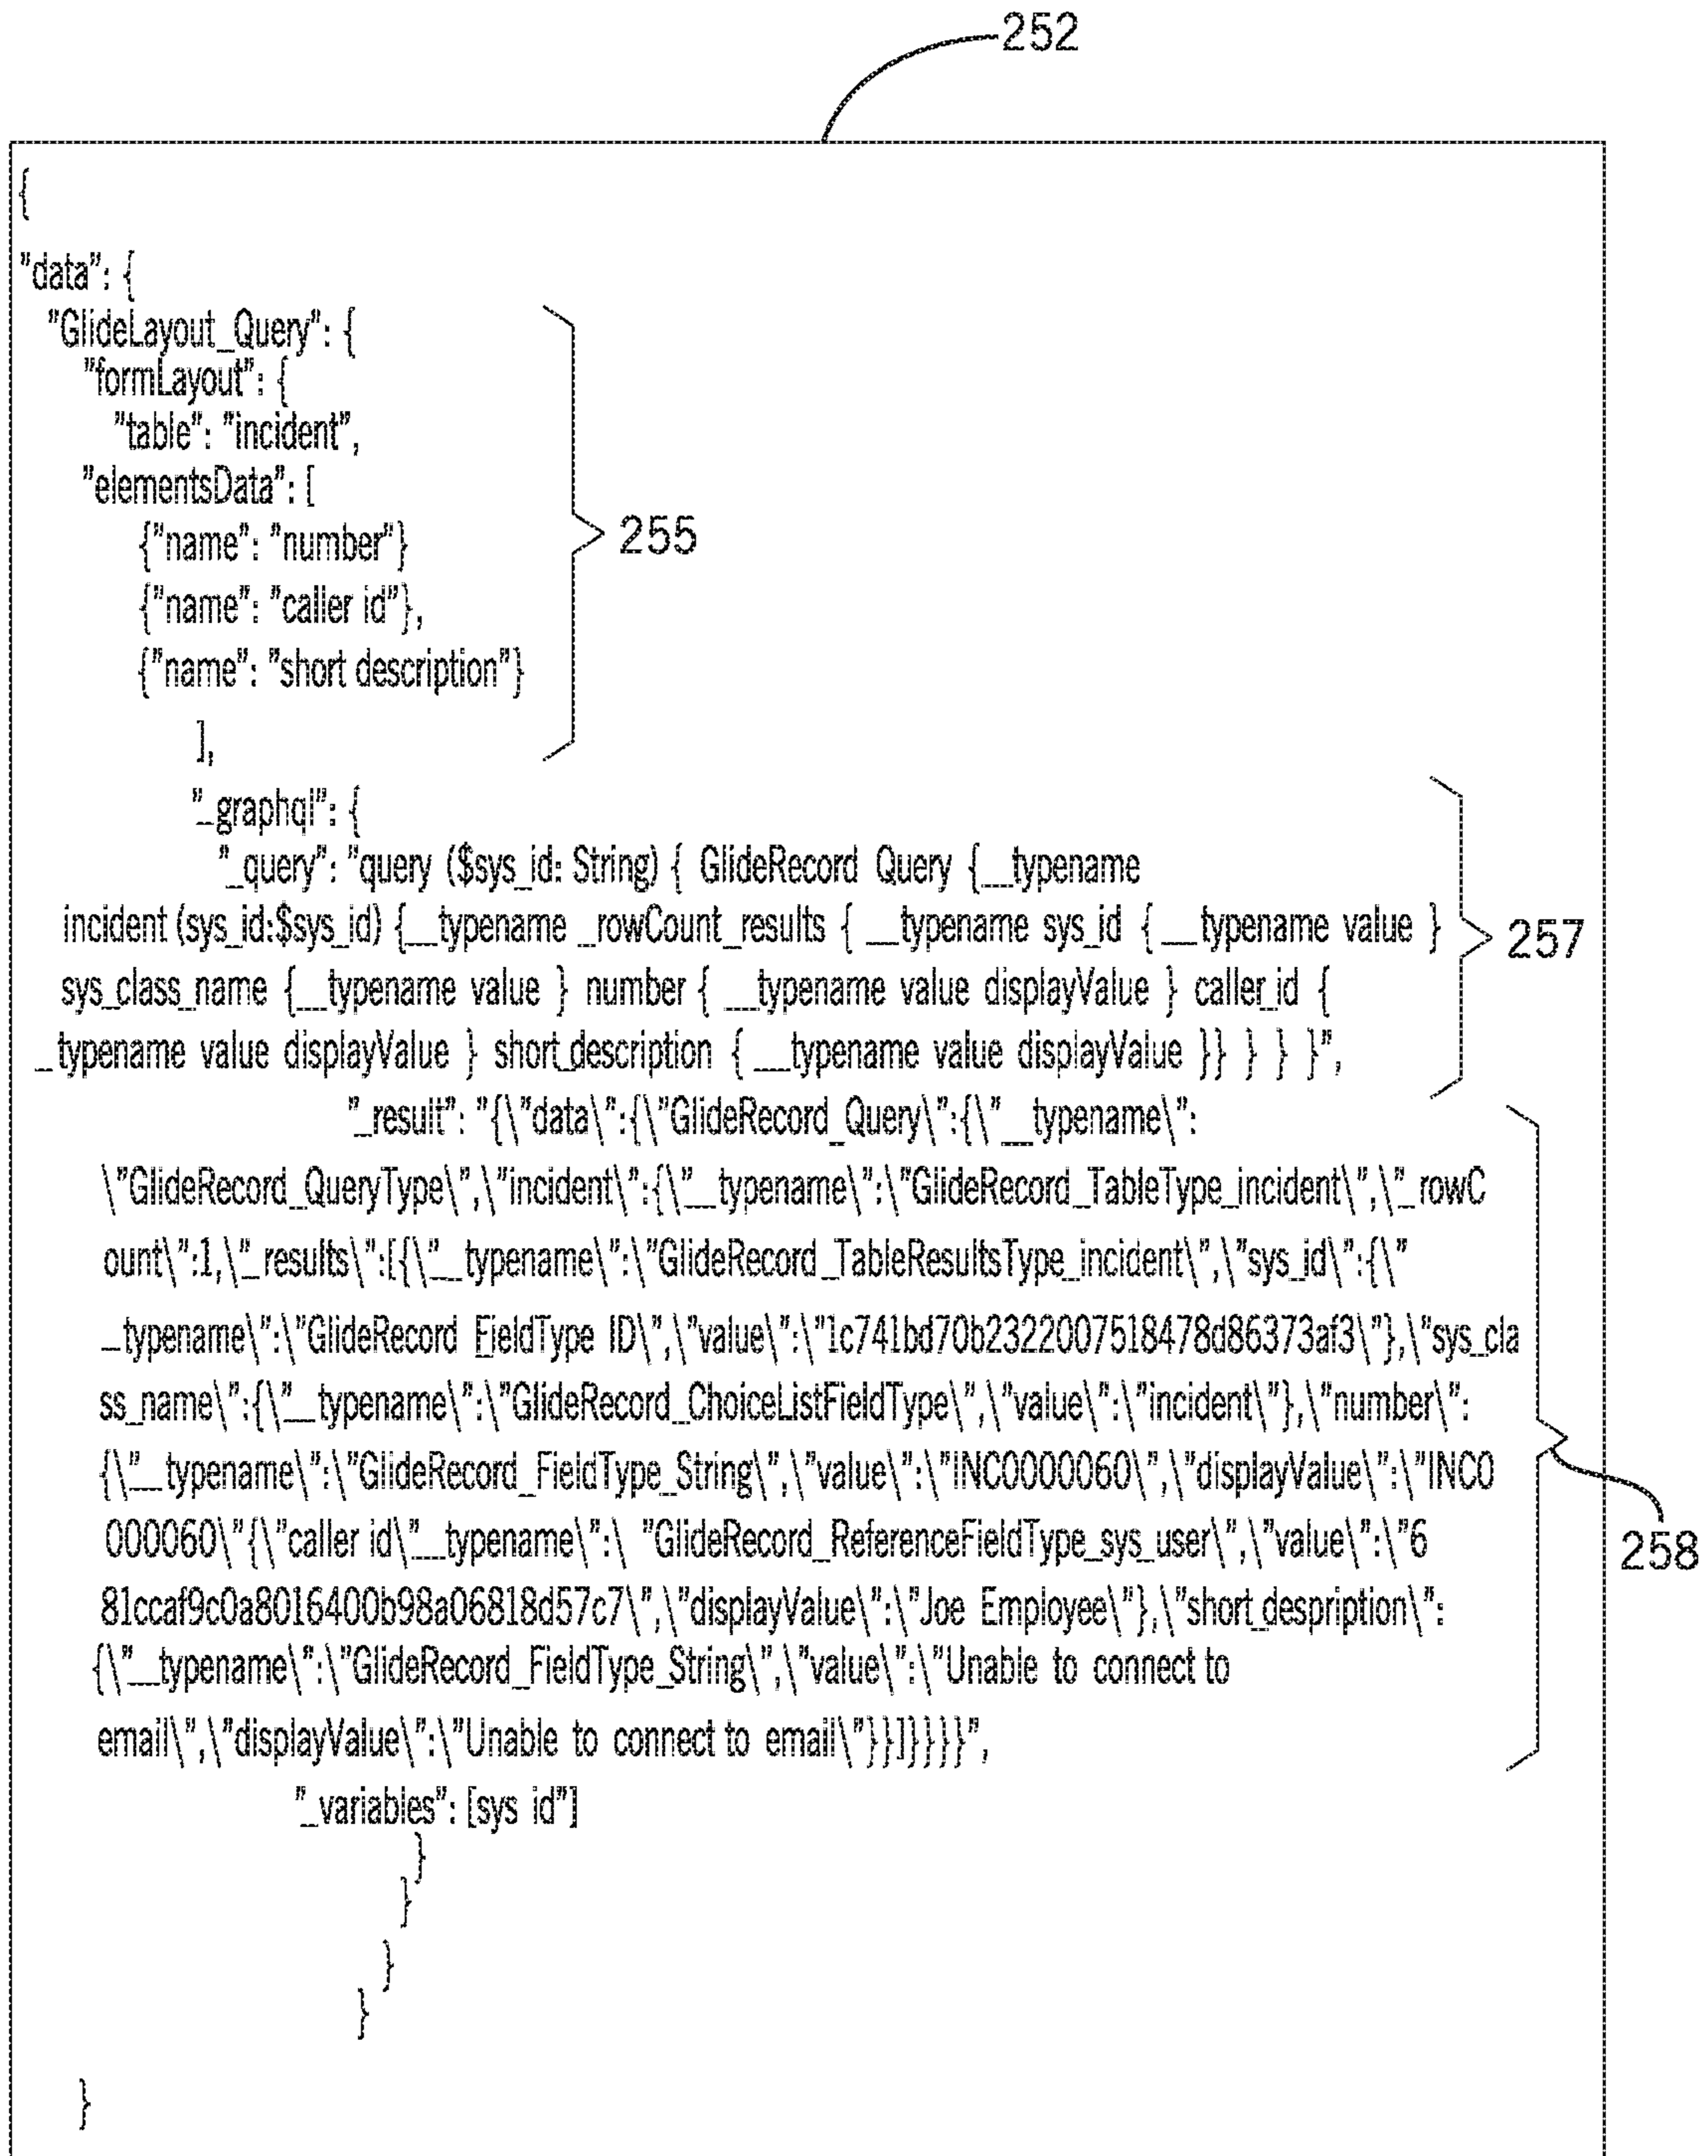 252
{
"data": {
"GlideLayout_Query": {
"formLayout": {
"table": "incident",
"elementsData": [
{"name": "number"}
255
{"name": "caller id"},
{"name": "short description"}
],
"_graphql": {
"_query": "query ($sys_id: String) { GlideRecord Query {__typename
incident (sys_id:$sys_id) {__typename _rowCount_results { __typename sys_id { __typename value }
257
sys_class_name {__typename value } number { __typename value displayValue } caller_id {
_typename value displayValue } short_description { __typename value displayValue }} } } }",
"_result": "{\"data\":{\"GlideRecord_Query\":{\"__typename\":
\"GlideRecord_QueryType\",\"incident\":{\"__typename\":\"GlideRecord_TableType_incident\",\"_rowC
ount\":1,\"_results\":[{\"__typename\":\"GlideRecord_TableResultsType_incident\",\"sys_id\":{\"
_typename\":\"GlideRecord FieldType ID\",\"value\":\"1c741bd70b2322007518478d86373af3\"},\"sys_cla
ss_name\":{\"__typename\":\"GlideRecord_ChoiceListFieldType\",\"value\":\"incident\"},\"number\":
{\"__typename\":\"GlideRecord_FieldType_String\",\"value\":\"INC0000060\",\"displayValue\":\"INC0
000060\"{\"caller id\"__typename\":\ "GlideRecord_ReferenceFieldType_sys_user\",\"value\":\"6
258
81ccaf9c0a8016400b98a06818d57c7\",\"displayValue\":\"Joe Employee\"},\"short_despription\":
{\"__typename\":\"GlideRecord_FieldType_String\",\"value\":\"Unable to connect to
email\",\"displayValue\":\"Unable to connect to email\"}}]}}}}",
"_variables": [sys id"]
}
}
}
}
}